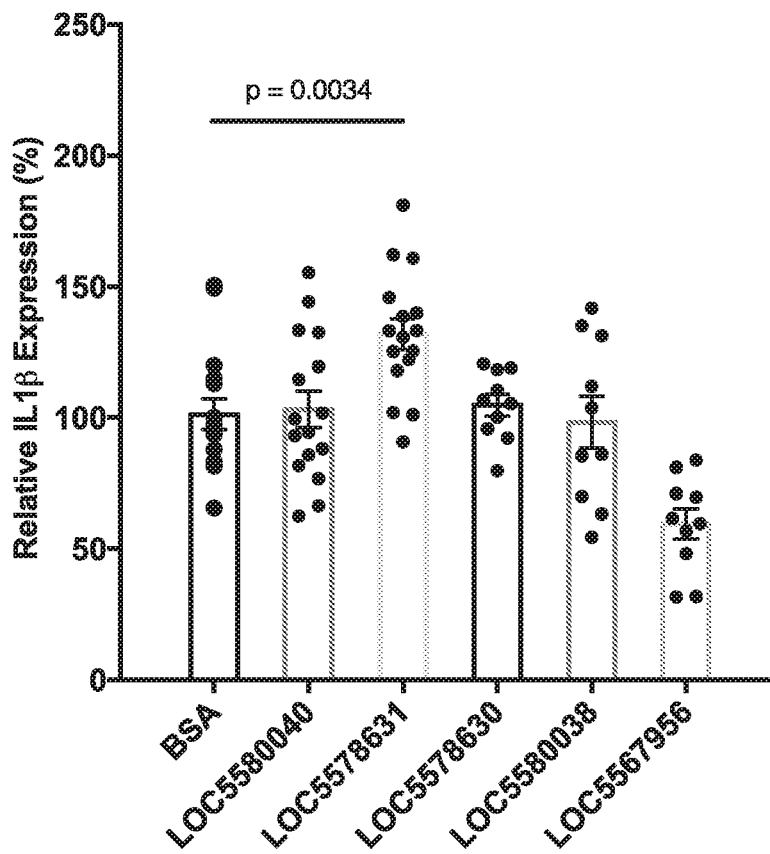 250
p = 0.0034
200
150
100
50
0
Relative IL1β Expression (%)
BSA
LOC5580040
LOC5578631
LOC5578630
LOC5580038
LOC5567956